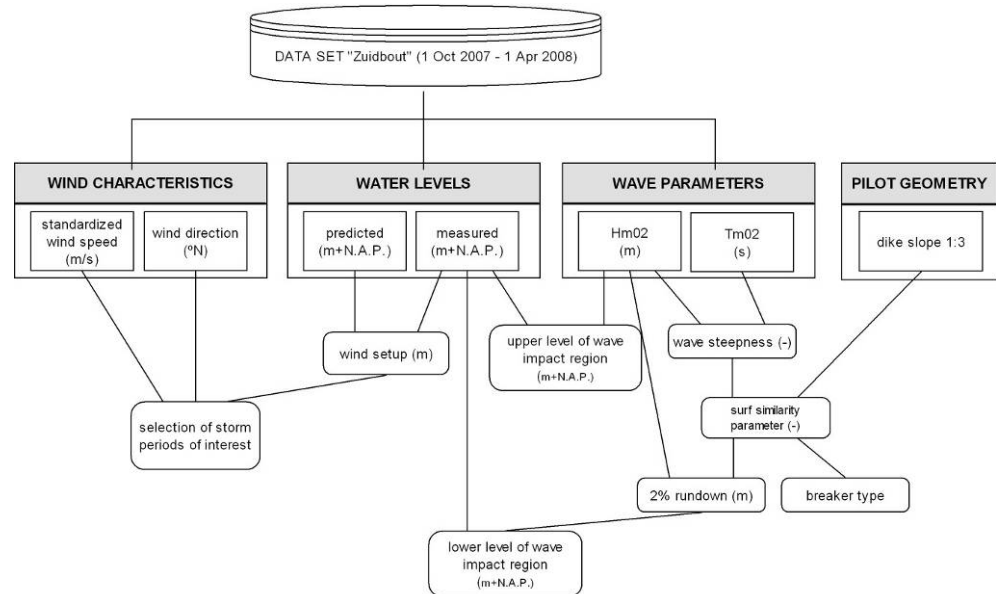 DATA SET "Zuidbout" (1 Oct 2007 - 1 Apr 2008)
WIND CHARACTERISTICS
standardized
wind speed
(m/s)
wind direction
(ºN)
WATER LEVELS
predicted
(m+N.A.P.)
measured
(m+N.A.P.)
WAVE PARAMETERS
Hm02
(m)
Tm02
(s)
PILOT GEOMETRY
dike slope 1:3
wind setup (m)
upper level of wave
impact region
(m+N.A.P.)
wave steepness (-)
selection of storm
periods of interest
surf similarity
parameter (-)
2% rundown (m)
breaker type
lower level of wave
impact region
(m+N.A.P.)